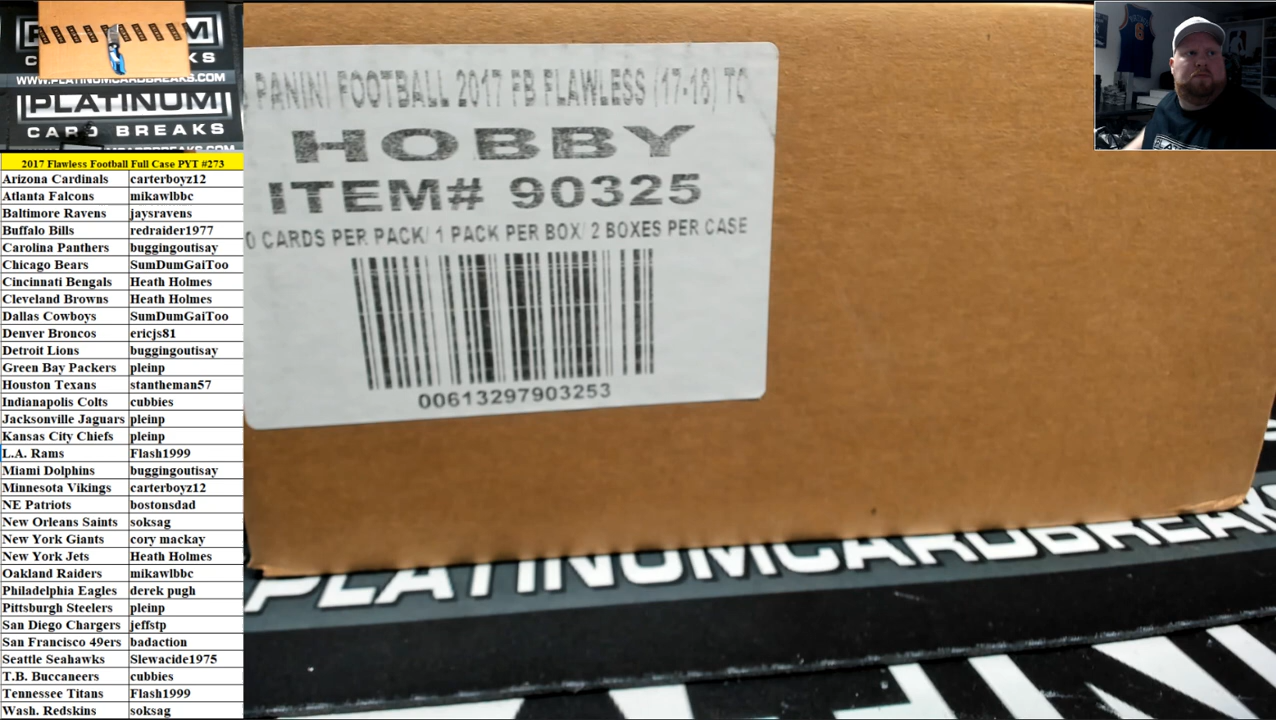 WWW.PLATINUMCARDBREAKS.COM
PLATINUM
CARD BREAKS
2017 Flawless Football Full Case PYT #273
Arizona Cardinals carterboyz12
Atlanta Falcons mikawlbbc
Baltimore Ravens jaysravens
Buffalo Bills redraider1977
Carolina Panthers buggingoutisay
Chicago Bears SumDumGaiToo
Cincinnati Bengals Heath Holmes
Cleveland Browns Heath Holmes
Dallas Cowboys SumDumGaiToo
Denver Broncos ericjs81
Detroit Lions buggingoutisay
Green Bay Packers pleinp
Houston Texans stantheman57
Indianapolis Colts cubbies
Jacksonville Jaguars pleinp
Kansas City Chiefs pleinp
L.A. Rams Flash1999
Miami Dolphins buggingoutisay
Minnesota Vikings carterboyz12
NE Patriots bostonsdad
New Orleans Saints soksag
New York Giants cory mackay
New York Jets Heath Holmes
Oakland Raiders mikawlbbc
Philadelphia Eagles derek pugh
Pittsburgh Steelers pleinp
San Diego Chargers jeffstp
San Francisco 49ers badaction
Seattle Seahawks Slewacide1975
T.B. Buccaneers cubbies
Tennessee Titans Flash1999
Wash. Redskins soksag
PANINI FOOTBALL 2017 FB FLAWLESS (17-18) TC
HOBBY
ITEM# 90325
0 CARDS PER PACK/ 1 PACK PER BOX/ 2 BOXES PER CASE
00613297903253
PLATINUMCARDBREAKS